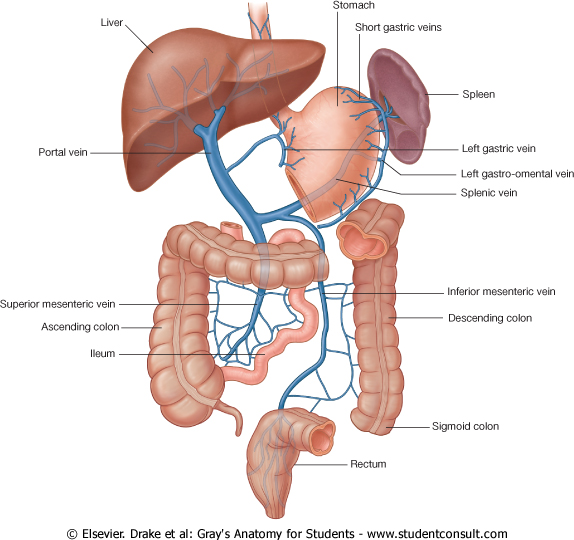 Stomach
Liver
Short gastric veins
Spleen
Portal vein
Left gastric vein
Left gastro-omental vein
Splenic vein
Superior mesenteric vein
Inferior mesenteric vein
Ascending colon
Descending colon
Ileum
Sigmoid colon
Rectum
© Elsevier. Drake et al: Gray's Anatomy for Students - www.studentconsult.com